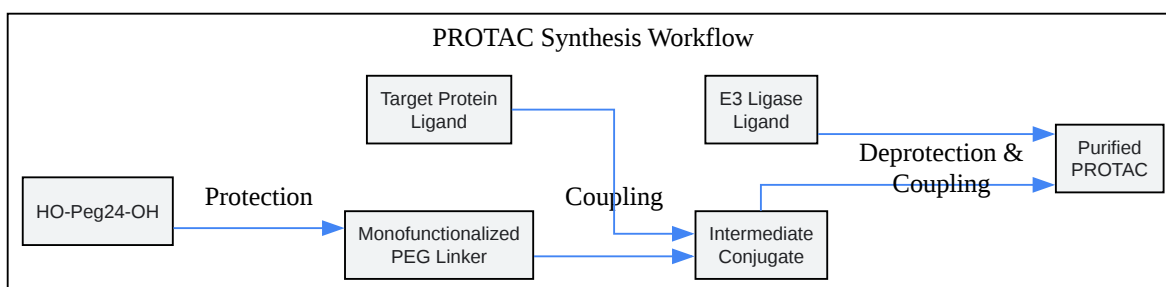 PROTAC Synthesis Workflow
Target Protein
Ligand
E3 Ligase
Ligand
Deprotection &
Coupling
Purified
PROTAC
HO-Peg24-OH
Protection
Coupling
Monofunctionalized
PEG Linker
Intermediate
Conjugate